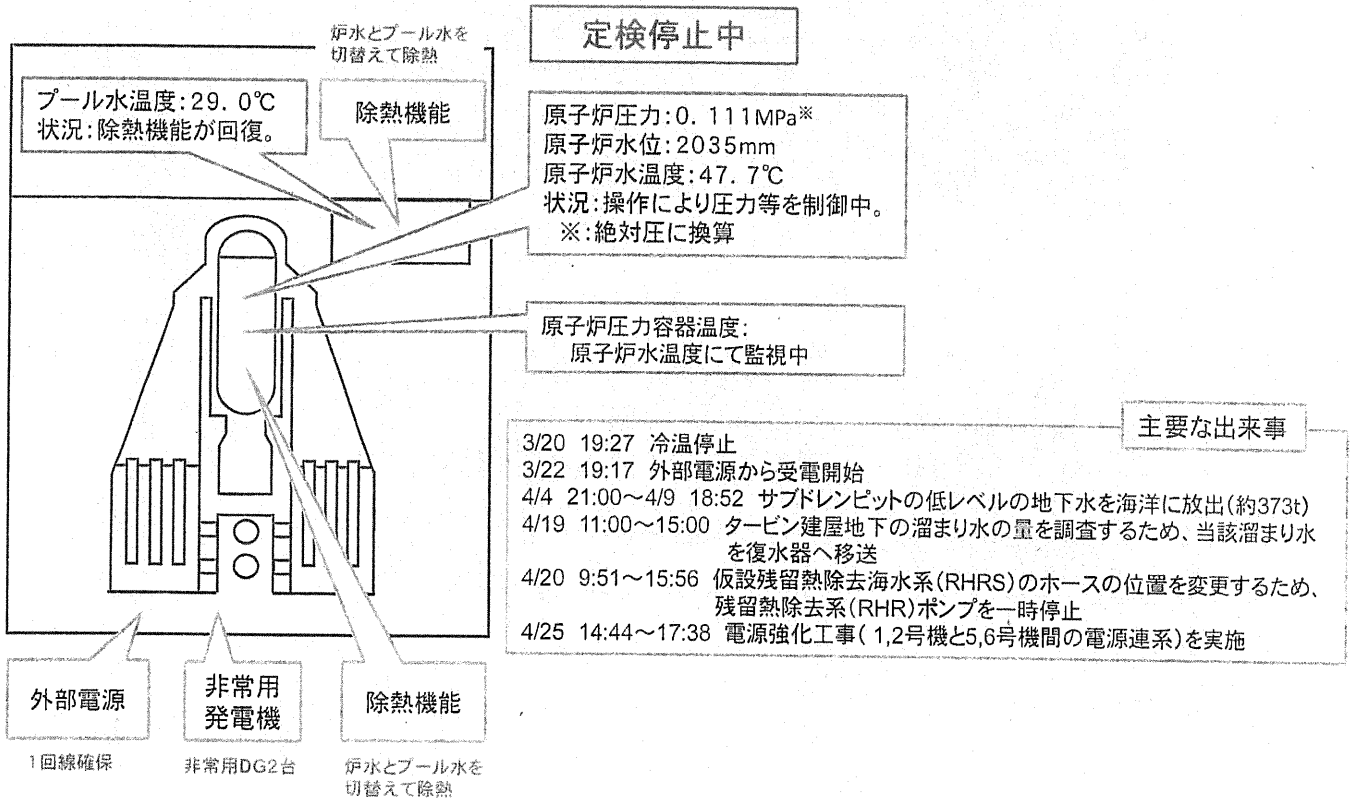 炉水とプール水を
切替えて除熱
定検停止中
プール水温度:29. 0℃
状況:除熱機能が回復。
除熱機能
原子炉圧力:0. 111MPa※
原子炉水位:2035mm
原子炉水温度:47. 7℃
状況:操作により圧力等を制御中。
※:絶対圧に換算
原子炉圧力容器温度:
原子炉水温度にて監視中
主要な出来事
3/20 19:27 冷温停止
3/22 19:17 外部電源から受電開始
4/4 21:00～4/9 18:52 サブドレンピットの低レベルの地下水を海洋に放出(約373t)
4/19 11:00～15:00 タービン建屋地下の溜まり水の量を調査するため、当該溜まり水
を復水器へ移送
4/20 9:51～15:56 仮設残留熱除去海水系(RHRS)のホースの位置を変更するため、
残留熱除去系(RHR)ポンプを一時停止
4/25 14:44～17:38 電源強化工事( 1,2号機と5,6号機間の電源連系)を実施
外部電源
1回線確保
非常用
発電機
非常用DG2台
除熱機能
炉水とプール水を
切替えて除熱